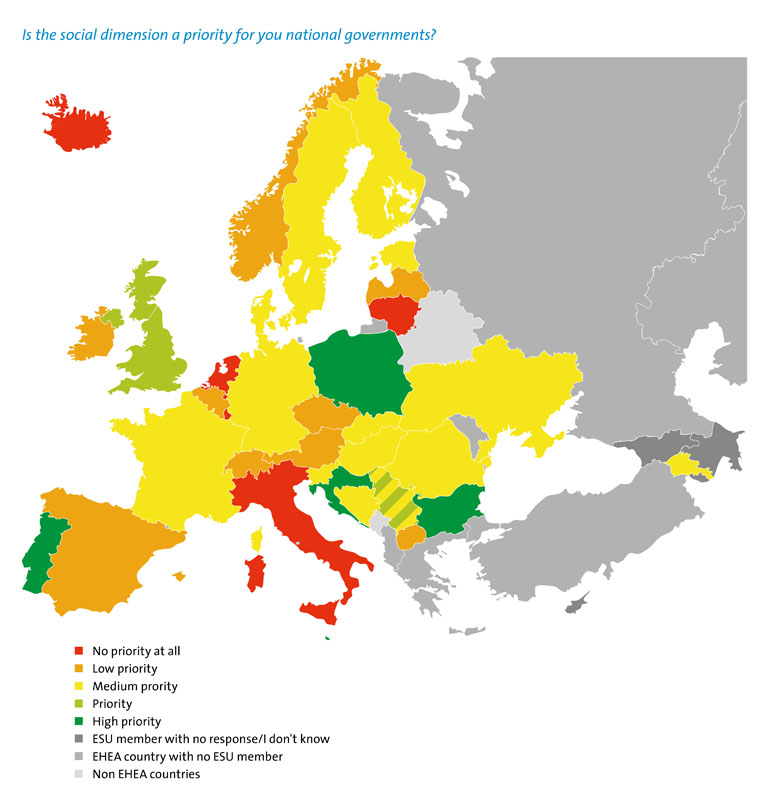 Is the social dimension a priority for you national governments?
No priority at all
Low priority
Medium prority
Priority
High priority
ESU member with no response/I don't know
EHEA country with no ESU member
Non EHEA countries